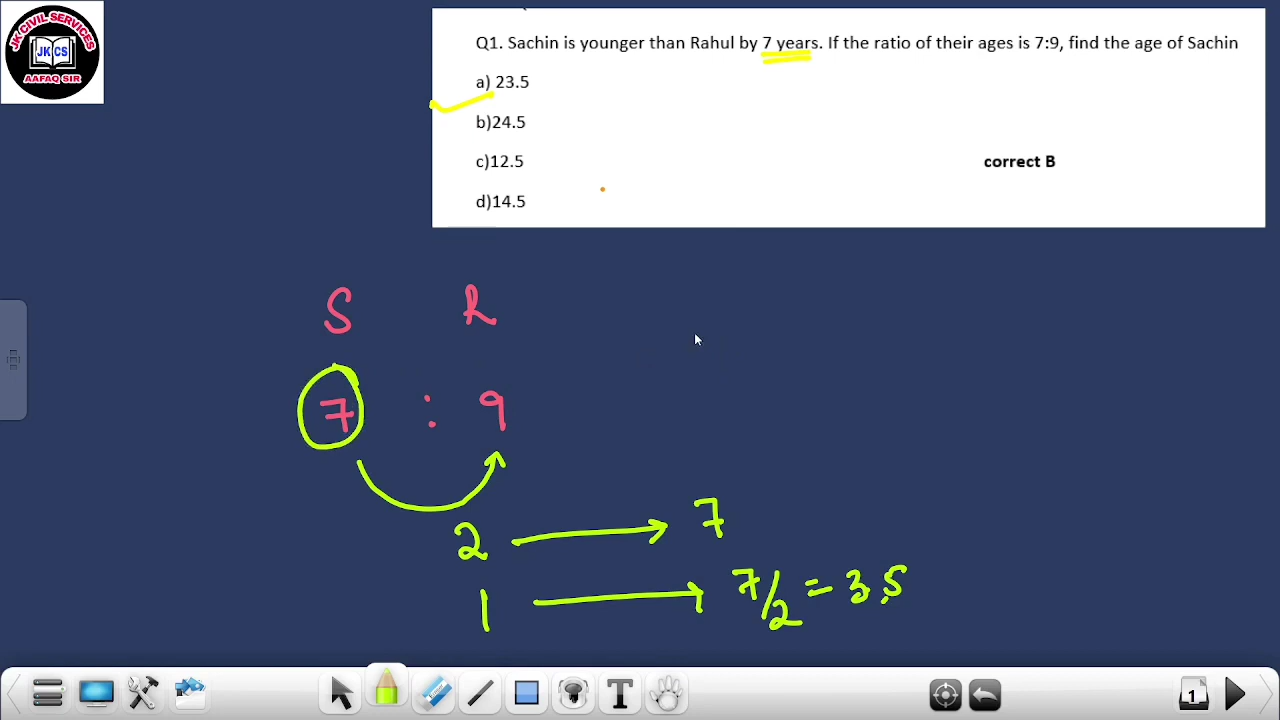 JK CIVIL SERVICES
JK CS
AAFAQ SIR
Q1. Sachin is younger than Rahul by 7 years. If the ratio of their ages is 7:9, find the age of Sachin
a) 23.5
b)24.5
c)12.5
correct B
d)14.5
S R
7 : 9
2 → 7
1 → 7/2 = 3.5
T
1